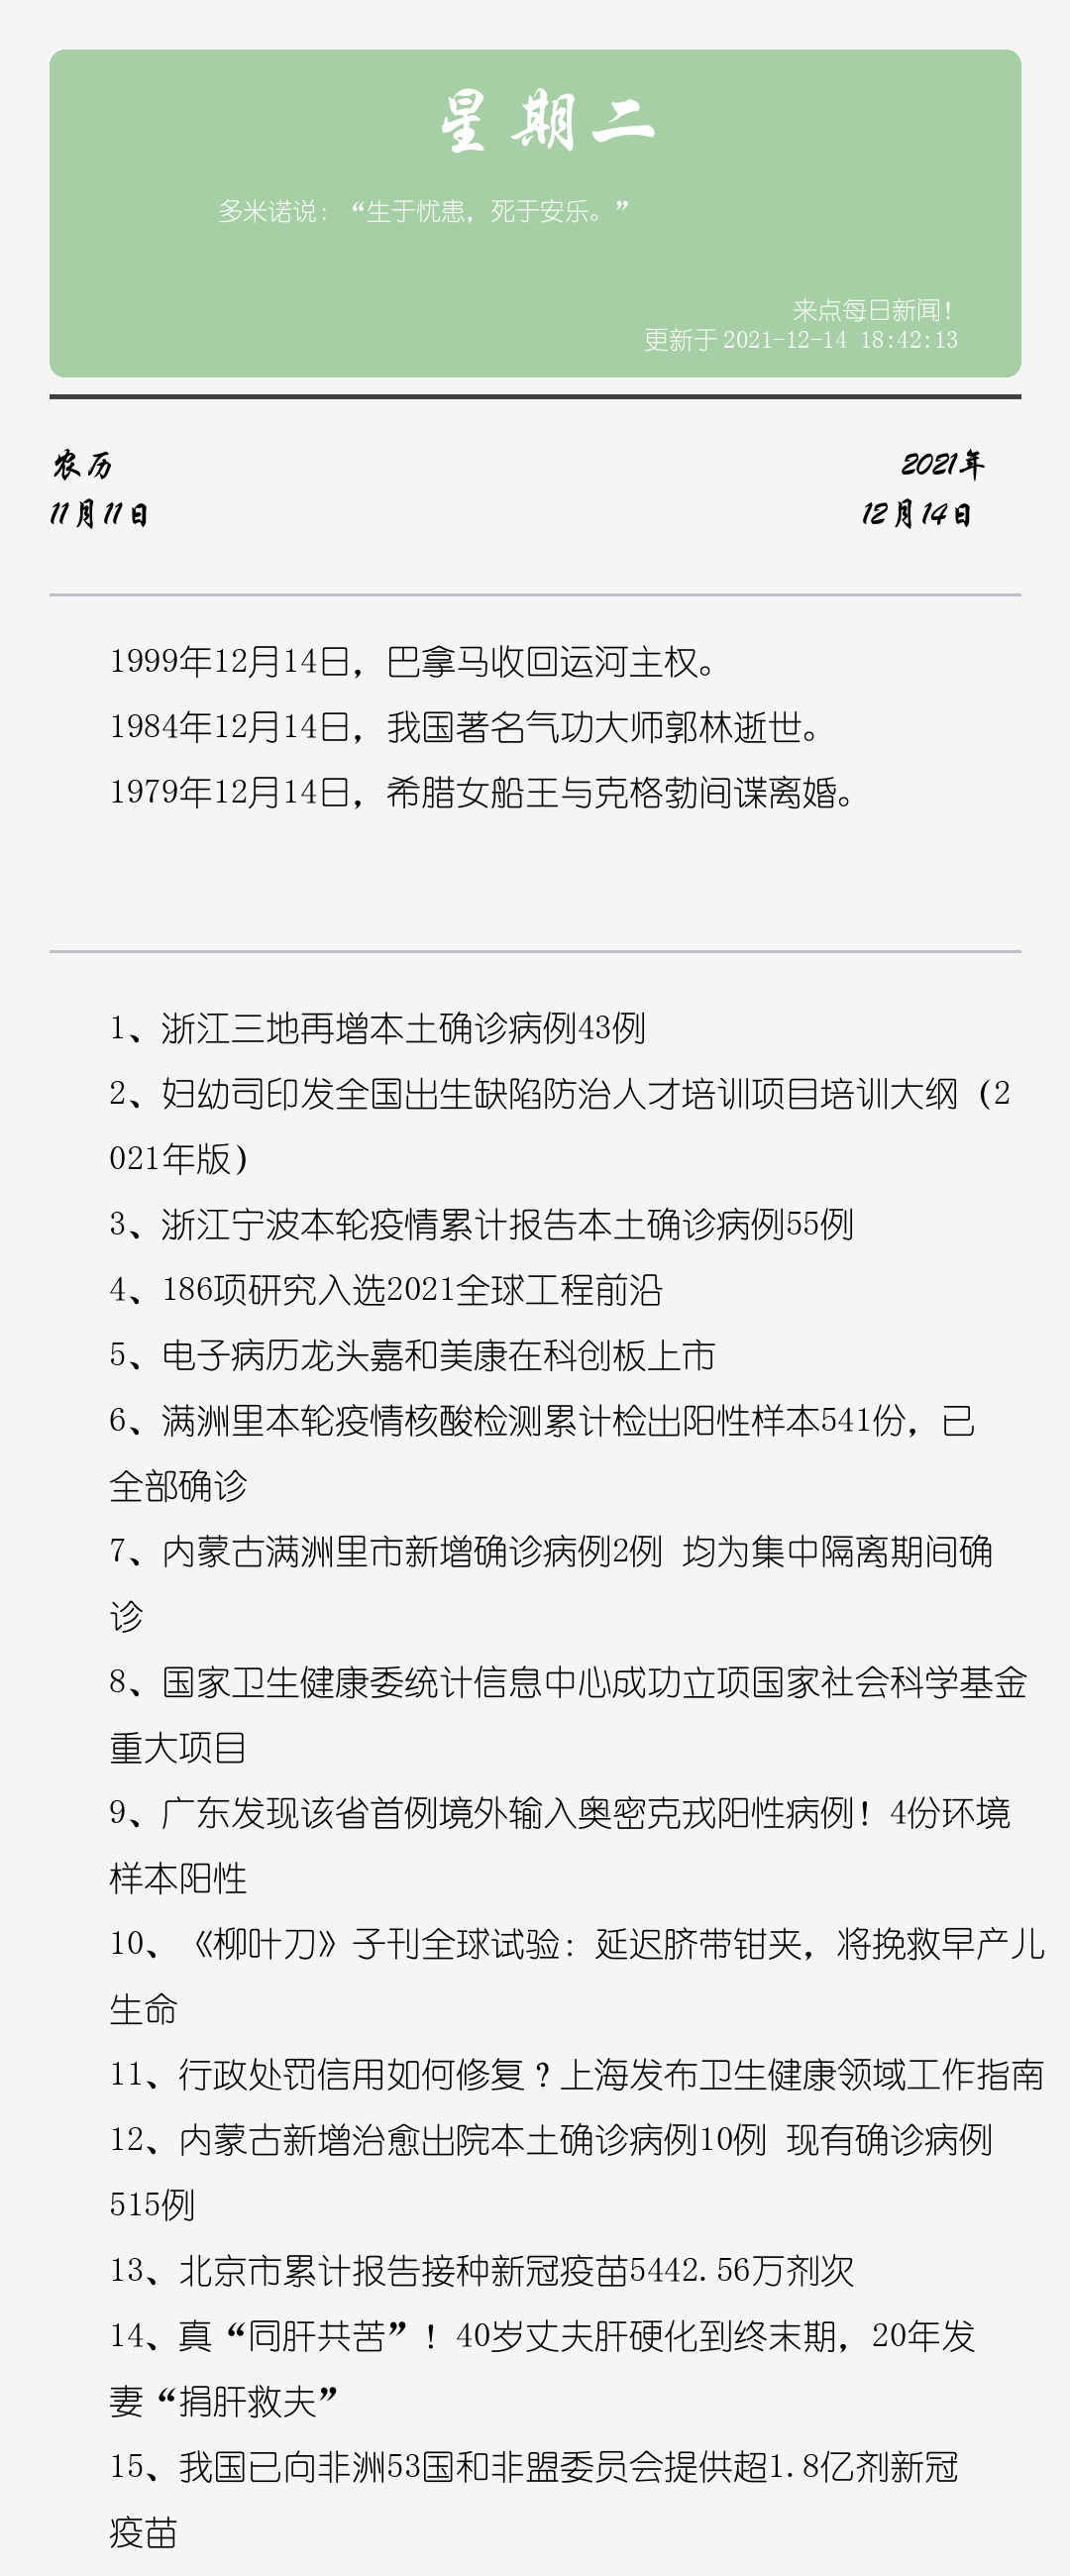 星期二
多米诺说：“生于忧患，死于安乐。”
来点每日新闻！
更新于 2021-12-14 18:42:13
农历
2021年
11月11日
12月14日
1999年12月14日，巴拿马收回运河主权。
1984年12月14日，我国著名气功大师郭林逝世。
1979年12月14日，希腊女船王与克格勃间谍离婚。
1、浙江三地再增本土确诊病例43例
2、妇幼司印发全国出生缺陷防治人才培训项目培训大纲（2
021年版）
3、浙江宁波本轮疫情累计报告本土确诊病例55例
4、186项研究入选2021全球工程前沿
5、电子病历龙头嘉和美康在科创板上市
6、满洲里本轮疫情核酸检测累计检出阳性样本541份，已
全部确诊
7、内蒙古满洲里市新增确诊病例2例 均为集中隔离期间确
诊
8、国家卫生健康委统计信息中心成功立项国家社会科学基金
重大项目
9、广东发现该省首例境外输入奥密克戎阳性病例！4份环境
样本阳性
10、《柳叶刀》子刊全球试验：延迟脐带钳夹，将挽救早产儿
生命
11、行政处罚信用如何修复？上海发布卫生健康领域工作指南
12、内蒙古新增治愈出院本土确诊病例10例 现有确诊病例
515例
13、北京市累计报告接种新冠疫苗5442.56万剂次
14、真“同肝共苦”！40岁丈夫肝硬化到终末期，20年发
妻“捐肝救夫”
15、我国已向非洲53国和非盟委员会提供超1.8亿剂新冠
疫苗